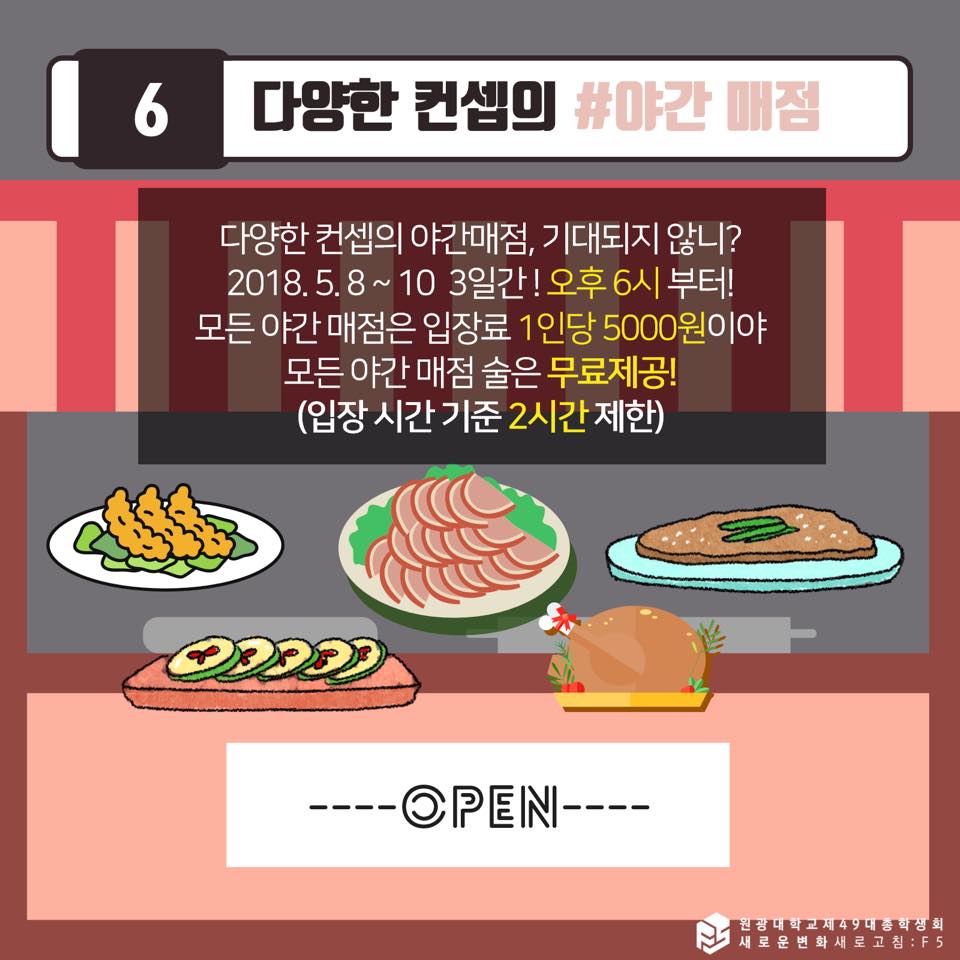 6
다양한 컨셉의 #야간 매점
다양한 컨셉의 야간매점, 기대되지 않니?
2018. 5. 8 ~ 10 3일간 ! 오후 6시 부터!
모든 야간 매점은 입장료 1인당 5000원이야
모든 야간 매점 술은 무료제공!
(입장 시간 기준 2시간 제한)
----OPEN----
원광대학교제49대총학생회
새로운변화새로고침:F5